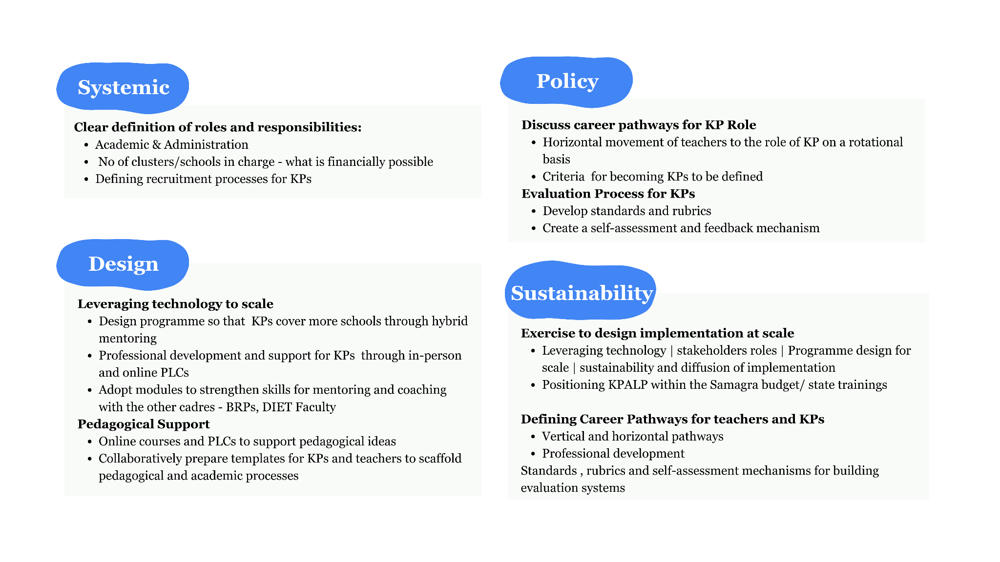 Systemic
Clear definition of roles and responsibilities:
• Academic & Administration
• No of clusters/schools in charge - what is financially possible
• Defining recruitment processes for KPs
Policy
Discuss career pathways for KP Role
• Horizontal movement of teachers to the role of KP on a rotational
basis
• Criteria for becoming KPs to be defined
Evaluation Process for KPs
• Develop standards and rubrics
• Create a self-assessment and feedback mechanism
Design
Leveraging technology to scale
• Design programme so that KPs cover more schools through hybrid
mentoring
• Professional development and support for KPs through in-person
and online PLCs
• Adopt modules to strengthen skills for mentoring and coaching
with the other cadres - BRPs, DIET Faculty
Pedagogical Support
• Online courses and PLCs to support pedagogical ideas
• Collaboratively prepare templates for KPs and teachers to scaffold
pedagogical and academic processes
Sustainability
Exercise to design implementation at scale
• Leveraging technology | stakeholders roles | Programme design for
scale | sustainability and diffusion of implementation
• Positioning KPALP within the Samagra budget/ state trainings
Defining Career Pathways for teachers and KPs
• Vertical and horizontal pathways
• Professional development
Standards , rubrics and self-assessment mechanisms for building
evaluation systems